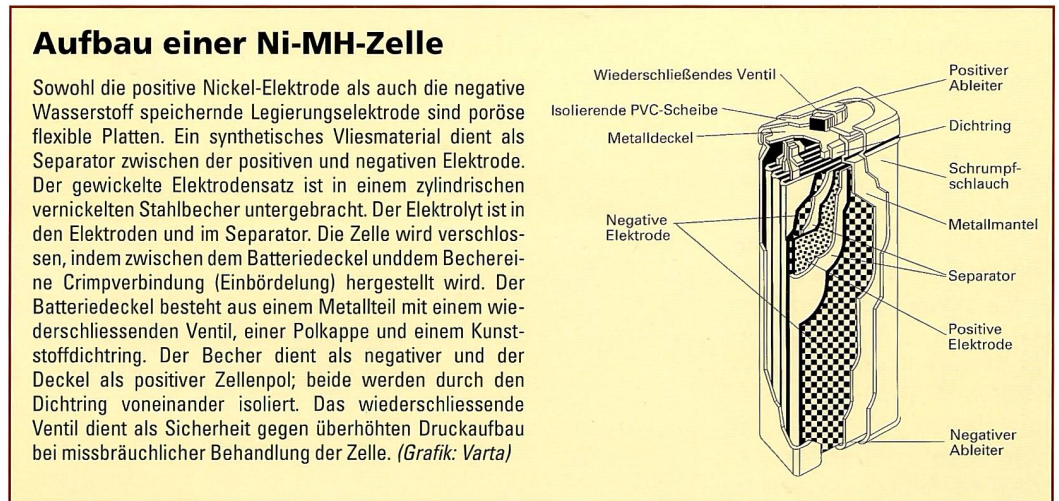 Aufbau einer Ni-MH-Zelle
Sowohl die positive Nickel-Elektrode als auch die negative
Wasserstoff speichernde Legierungselektrode sind poröse
flexible Platten. Ein synthetisches Vliesmaterial dient als
Separator zwischen der positiven und negativen Elektrode.
Der gewickelte Elektrodensatz ist in einem zylindrischen
vernickelten Stahlbecher untergebracht. Der Elektrolyt ist in
den Elektroden und im Separator. Die Zelle wird verschlos-
sen, indem zwischen dem Batteriedeckel unddem Becherei-
ne Crimpverbindung (Einbördelung) hergestellt wird. Der
Batteriedeckel besteht aus einem Metallteil mit einem wie-
derschliessenden Ventil, einer Polkappe und einem Kunst-
stoffdichtring. Der Becher dient als negativer und der
Deckel als positiver Zellenpol; beide werden durch den
Dichtring voneinander isoliert. Das wiederschliessende
Ventil dient als Sicherheit gegen überhöhten Druckaufbau
bei missbräuchlicher Behandlung der Zelle. (Grafik: Varta)
Wiederschließendes Ventil
Isolierende PVC-Scheibe
Metalldeckel
Negative
Elektrode
Positiver
Ableiter
Dichtring
Schrumpf-
schlauch
Metallmantel
Separator
Positive
Elektrode
Negativer
Ableiter